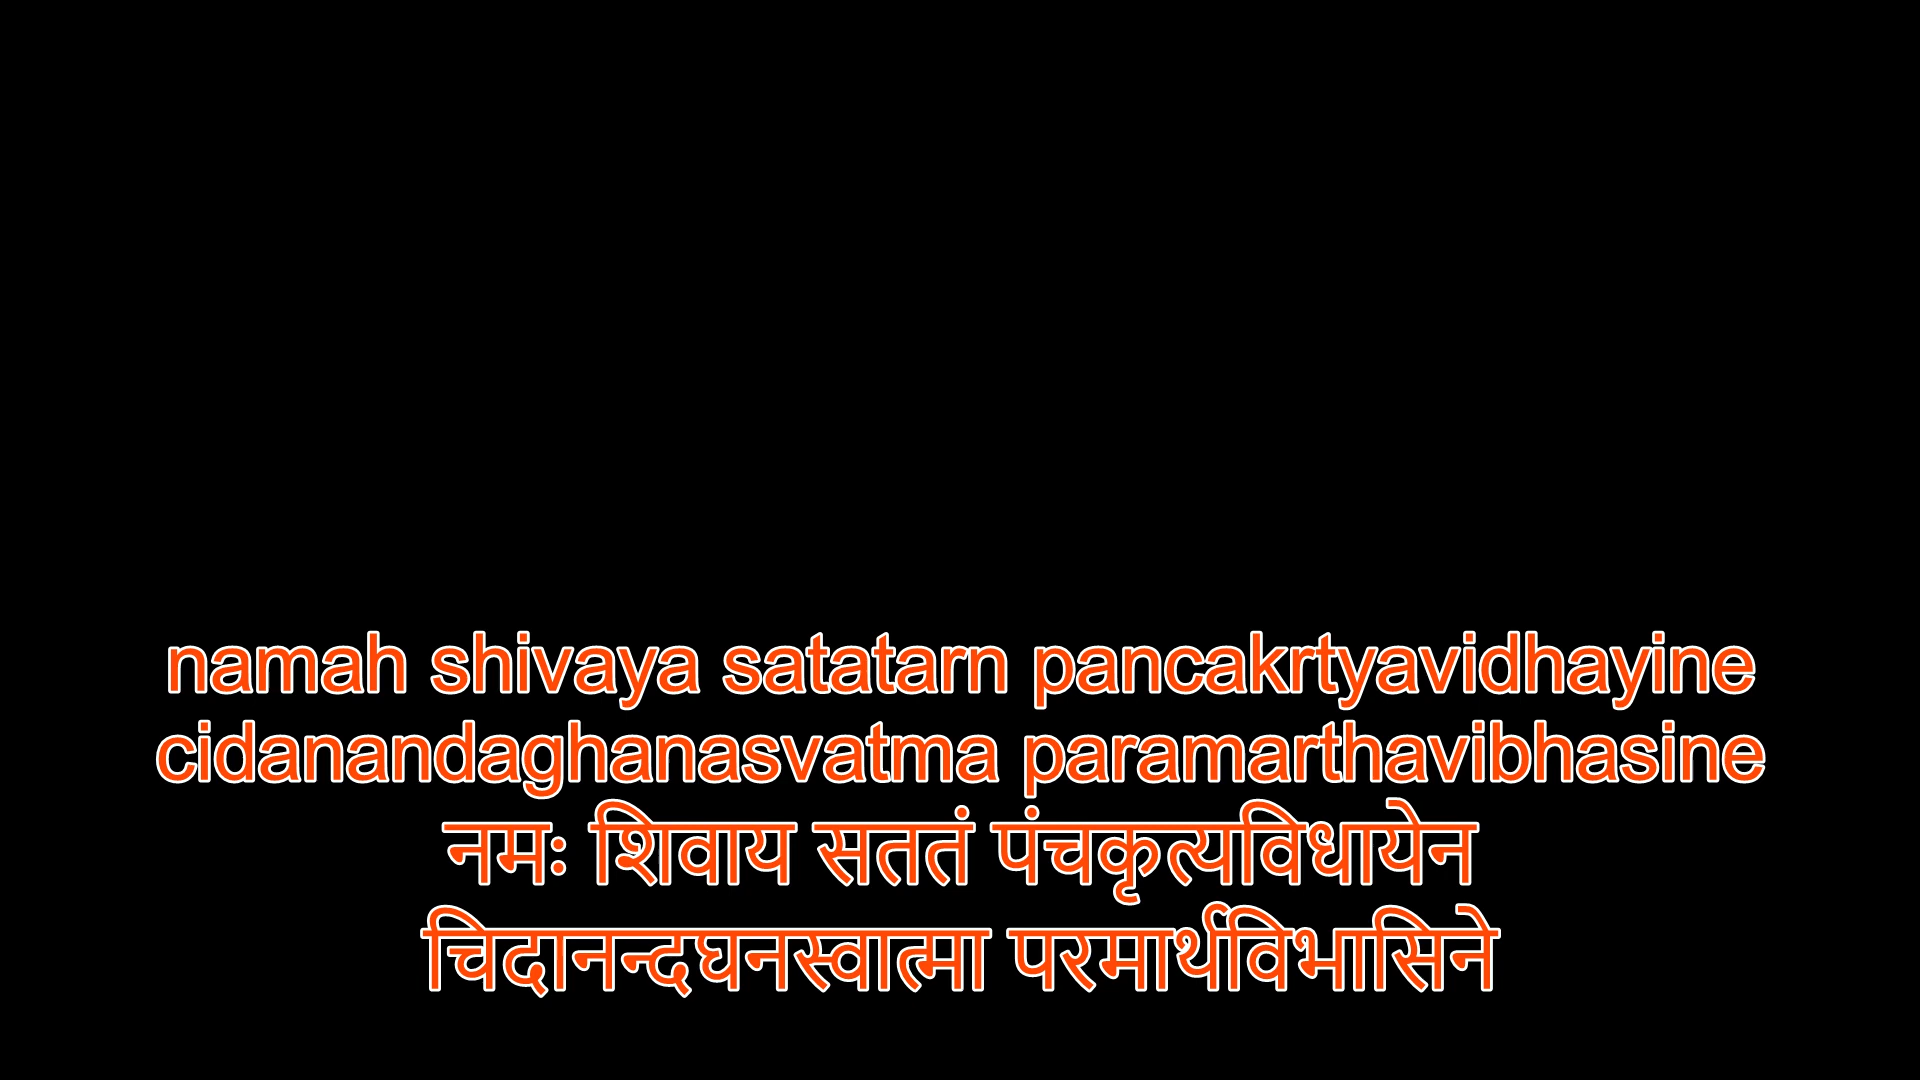 namah shivaya satatarn pancakrtyavidhayine
cidanandaghanasvatma paramarthavibhasine
नमः शिवाय सततं पंचकृत्यविधायेन
चिदानन्दघनस्वात्मा परमार्थविभासिने